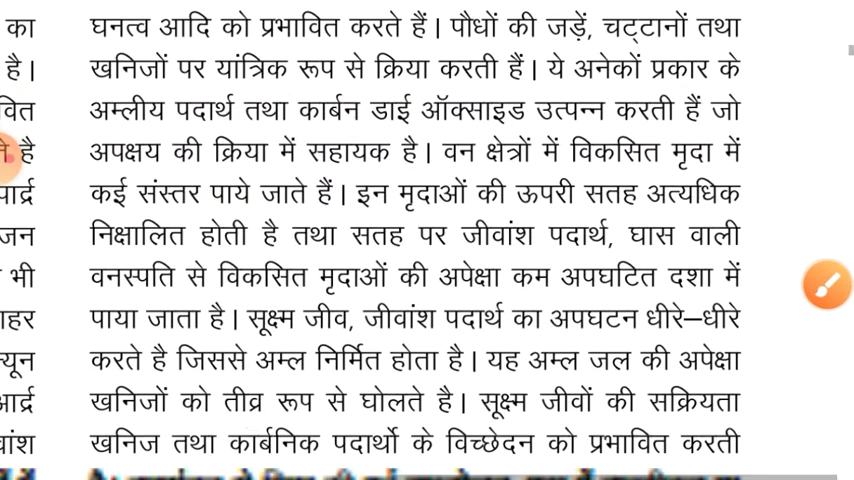 का
है।
वित
है
पार्द्र
जन
भी
ाहर
न्यून
आर्द्र
वांश
घनत्व आदि को प्रभावित करते हैं। पौधों की जड़ें, चट्टानों तथा
खनिजों पर यांत्रिक रूप से क्रिया करती हैं। ये अनेकों प्रकार के
अम्लीय पदार्थ तथा कार्बन डाई ऑक्साइड उत्पन्न करती हैं जो
अपक्षय की क्रिया में सहायक है। वन क्षेत्रों में विकसित मृदा में
कई संस्तर पाये जाते हैं। इन मृदाओं की ऊपरी सतह अत्यधिक
निक्षालित होती है तथा सतह पर जीवांश पदार्थ, घास वाली
वनस्पति से विकसित मृदाओं की अपेक्षा कम अपघटित दशा में
पाया जाता है। सूक्ष्म जीव, जीवांश पदार्थ का अपघटन धीरे–धीरे
करते है जिससे अम्ल निर्मित होता है। यह अम्ल जल की अपेक्षा
खनिजों को तीव्र रूप से घोलते है। सूक्ष्म जीवों की सक्रियता
खनिज तथा कार्बनिक पदार्थो के विच्छेदन को प्रभावित करती